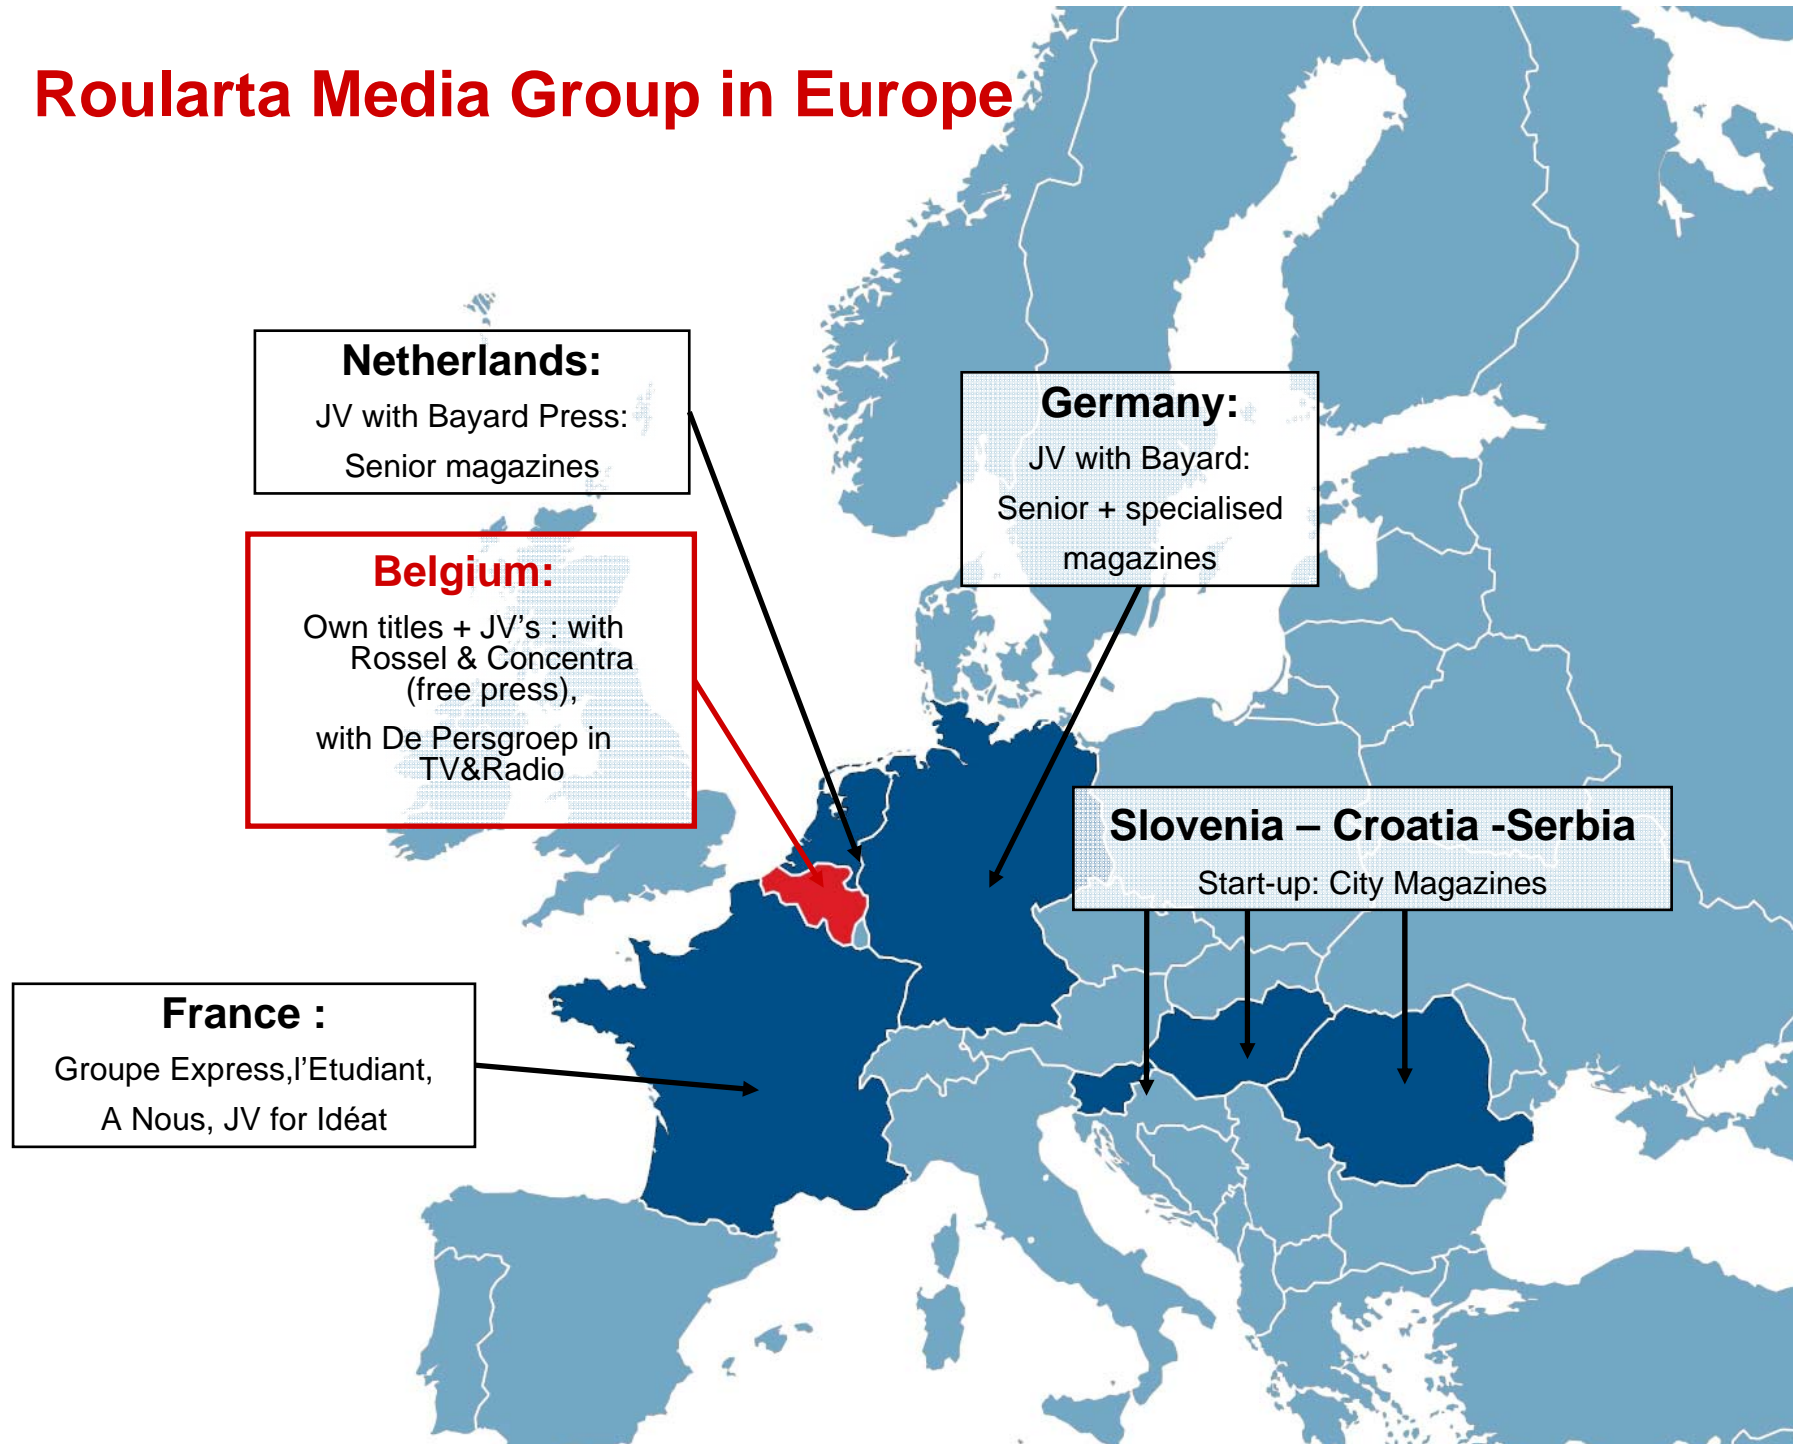 Roularta Media Group in Europe
Netherlands:
JV with Bayard Press:
Senior magazines
Germany:
JV with Bayard:
Senior + specialised
magazines
Belgium:
Own titles + JV's : with
Rossel & Concentra
(free press),
with De Persgroep in
TV&Radio
Slovenia – Croatia -Serbia
Start-up: City Magazines
France :
Groupe Express,l'Etudiant,
A Nous, JV for Idéat